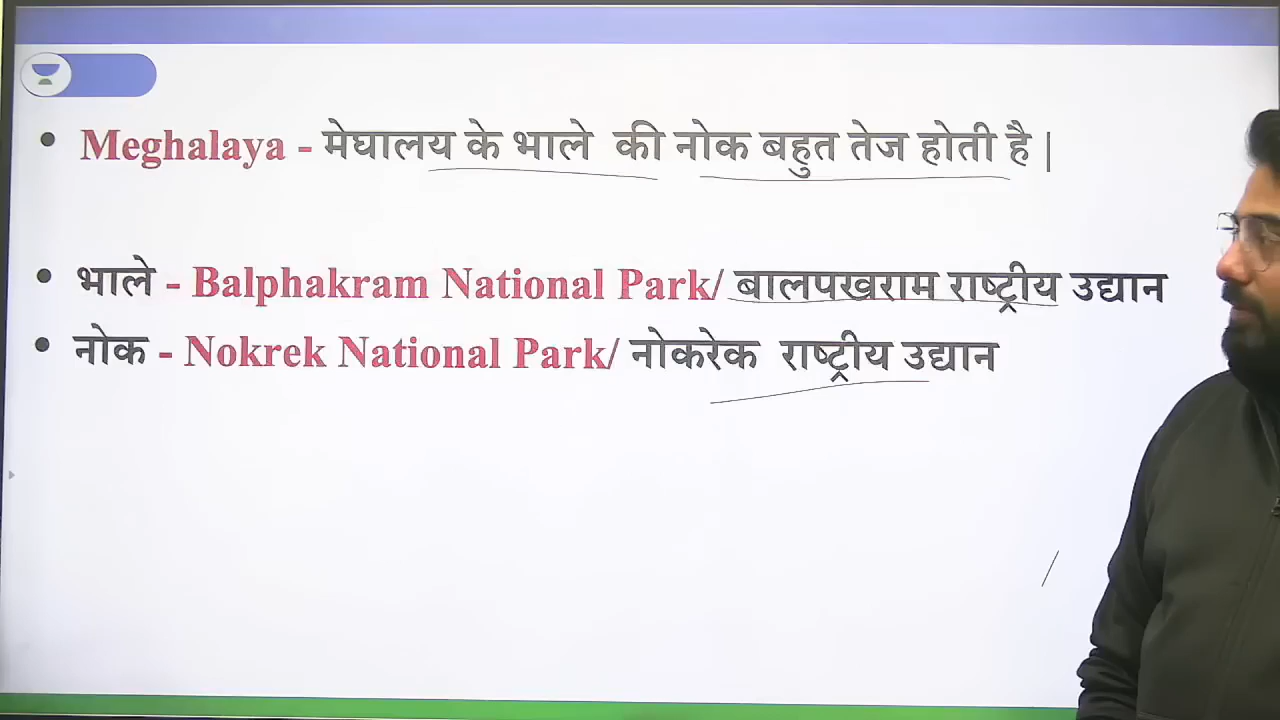 • Meghalaya - मेघालय के भाले की नोक बहुत तेज होती है |
• भाले - Balphakram National Park/ बालपखराम राष्ट्रीय उद्यान
• नोक - Nokrek National Park/ नोकरेक राष्ट्रीय उद्यान